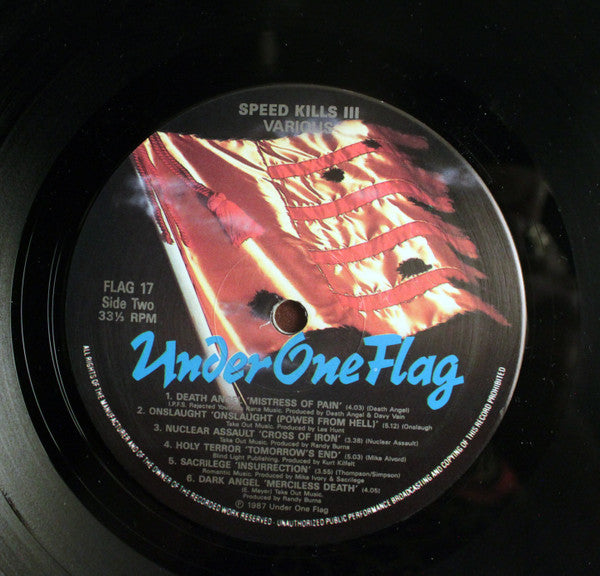 SPEED KILLS III
VARIOUS
FLAG 17
Side Two
33⅓ RPM
Under One Flag
1. DEATH ANGEL 'MISTRESS OF PAIN' (4.03) (Death Angel)
I.P.F.S. Rejected Youth Rana Music. Produced by Death Angel & Davy Vain
2. ONSLAUGHT 'ONSLAUGHT (POWER FROM HELL)' (5.12) (Onslaugh
Take Out Music. Produced by Les Hunt
3. NUCLEAR ASSAULT 'CROSS OF IRON' (3.38) (Nuclear Assault)
Take Out Music. Produced by Randy Burns
4. HOLY TERROR 'TOMORROW'S END' (5.03) (Mike Alvord)
Blind Light Publishing. Produced by Kurt Kilfelt
5. SACRILEGE 'INSURRECTION' (3.55) (Thompson/Simpson)
Romantic Music. Produced by Mike Ivory & Sacrilege
6. DARK ANGEL 'MERCILESS DEATH' (4.05)
(E. Meyer) Take Out Music.
Produced by Randy Burns
℗ 1987 Under One Flag
ALL RIGHTS OF THE MANUFACTURER AND OF THE OWNER OF THE RECORDED WORK RESERVED - UNAUTHORIZED PUBLIC PERFORMANCE BROADCASTING AND COPYING OF THIS RECORD PROHIBITED